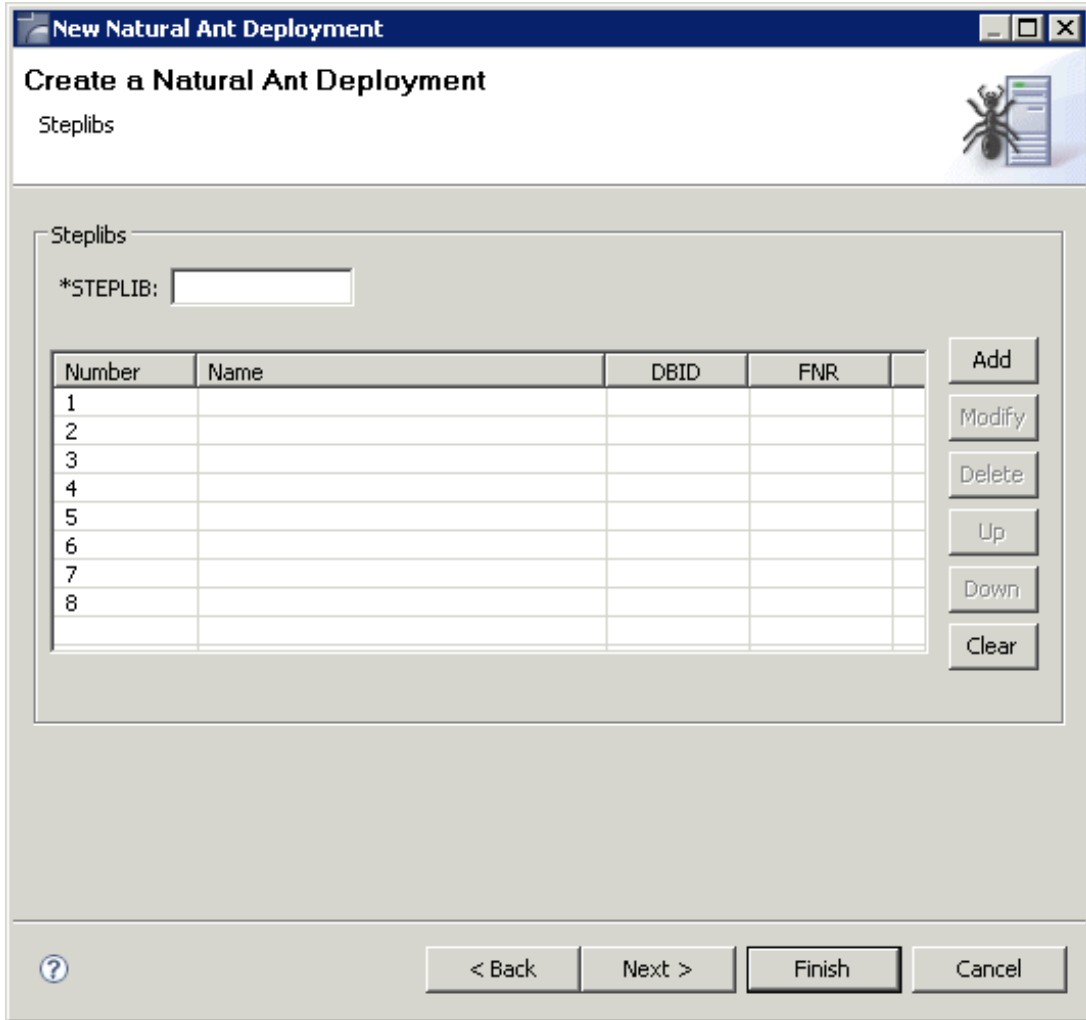 New Natural Ant Deployment
Create a Natural Ant Deployment
Steplibs
Steplibs
*STEPLIB:
Number Name DBID FNR
1
2
3
4
5
6
7
8
Add
Modify
Delete
Up
Down
Clear
?
< Back Next > Finish Cancel